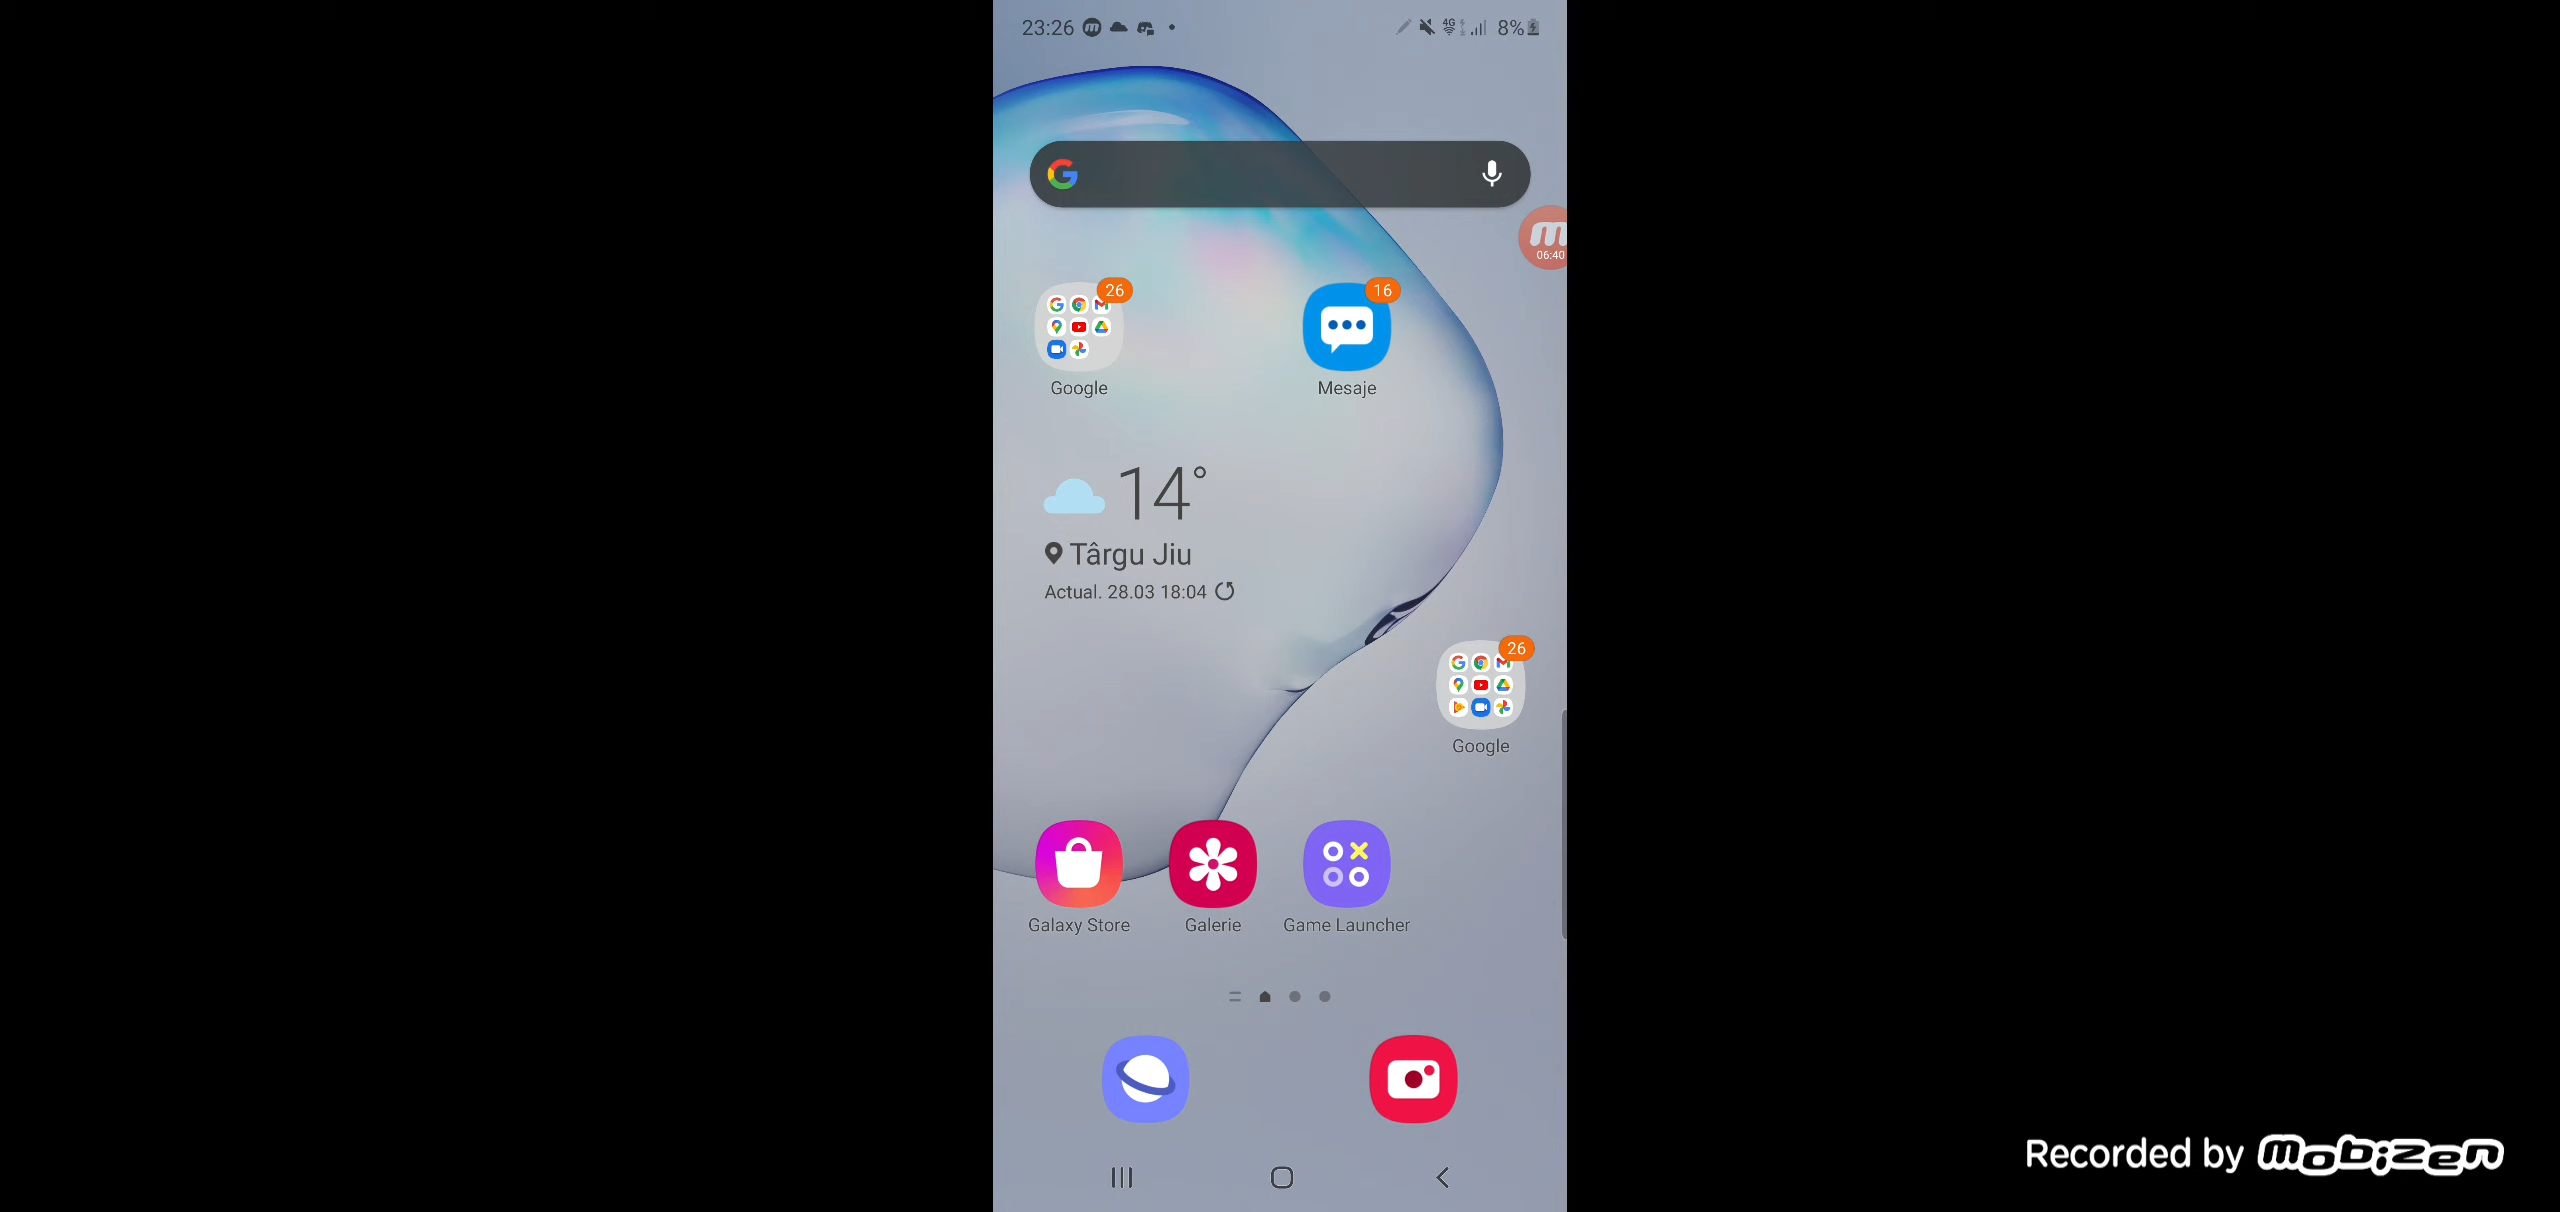 23:26
4G
8%
06:40
26
16
Google
Mesaje
14°
Târgu Jiu
Actual. 28.03 18:04
26
Google
Galaxy Store
Galerie
Game Launcher
Recorded by mobizen